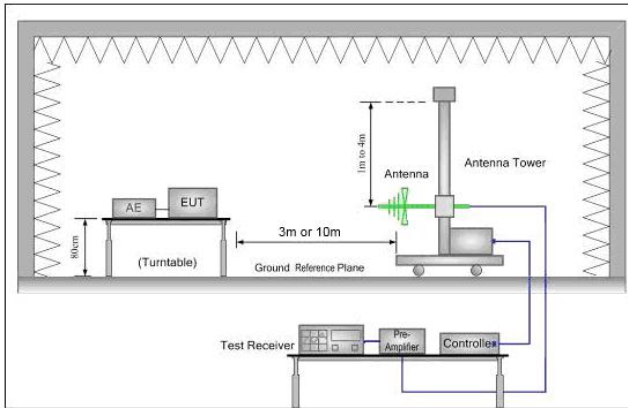 1m to 4m
Antenna
Antenna Tower
AE
EUT
80cm
(Turntable)
3m or 10m
Ground Reference Plane
Test Receiver
Pre-
Amplifier
Controller